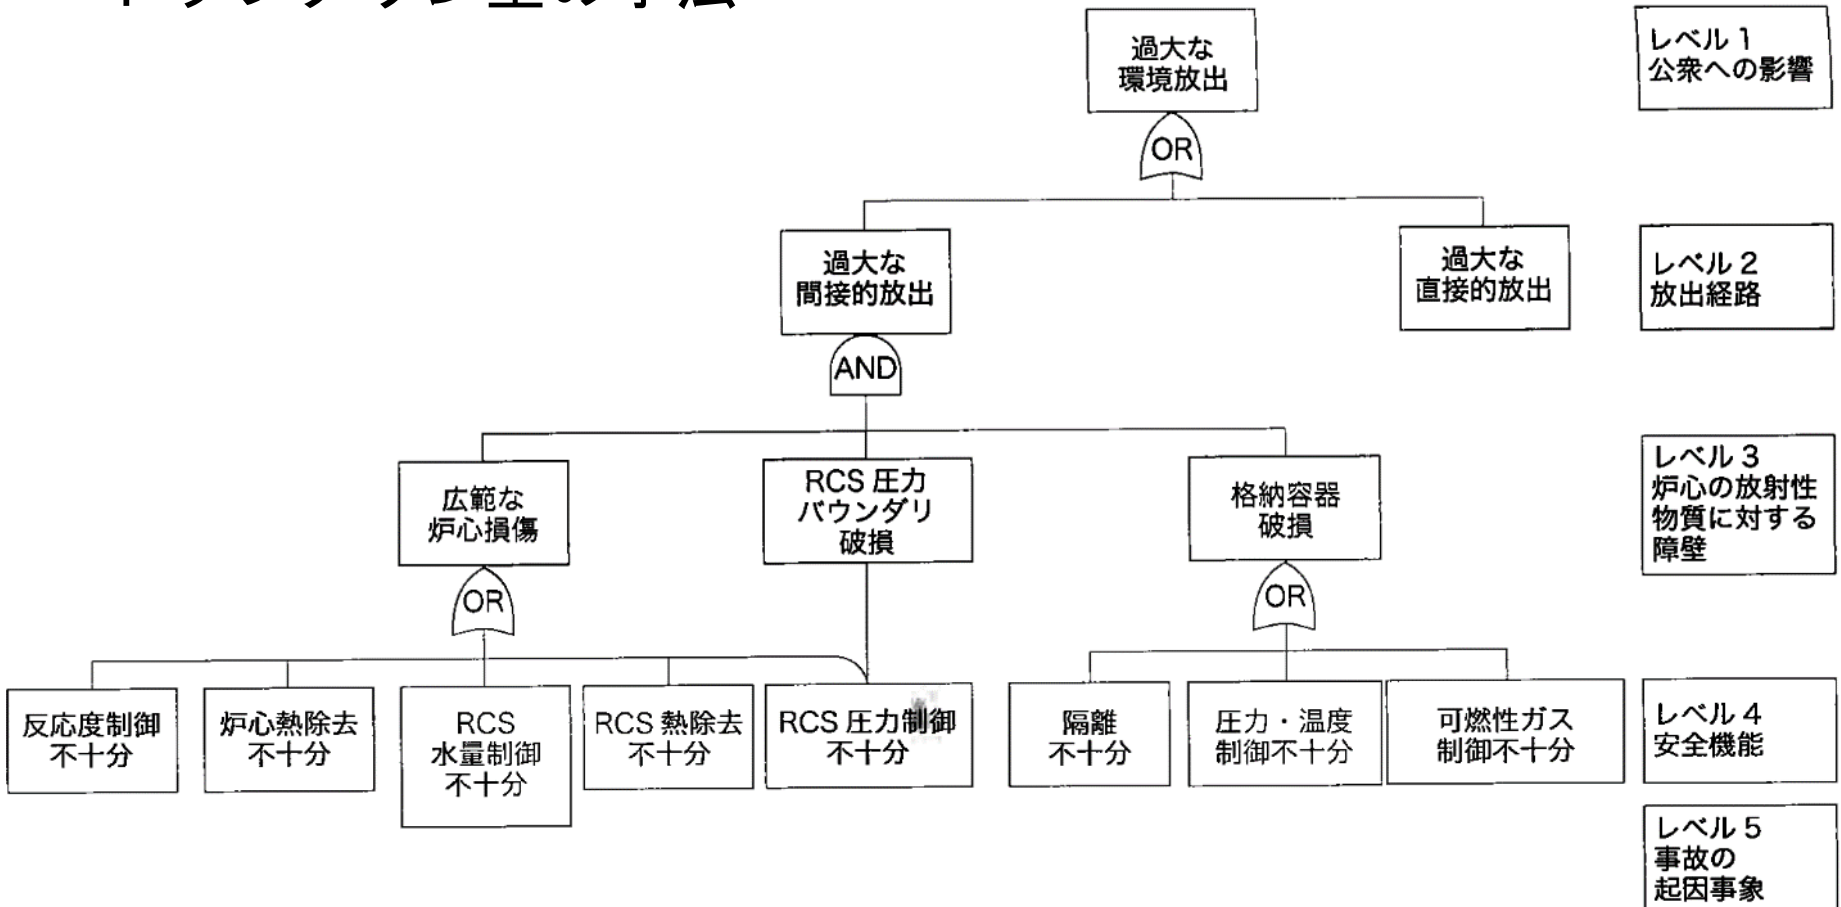 過大な
環境放出
レベル 1
公衆への影響
OR
過大な
間接的放出
過大な
直接的放出
レベル 2
放出経路
AND
広範な
炉心損傷
RCS 圧力
バウンダリ
破損
格納容器
破損
レベル 3
炉心の放射性
物質に対する
障壁
OR
OR
反応度制御
不十分
炉心熱除去
不十分
RCS
水量制御
不十分
RCS 熱除去
不十分
RCS 圧力制御
不十分
隔離
不十分
圧力・温度
制御不十分
可燃性ガス
制御不十分
レベル 4
安全機能
レベル 5
事故の
起因事象